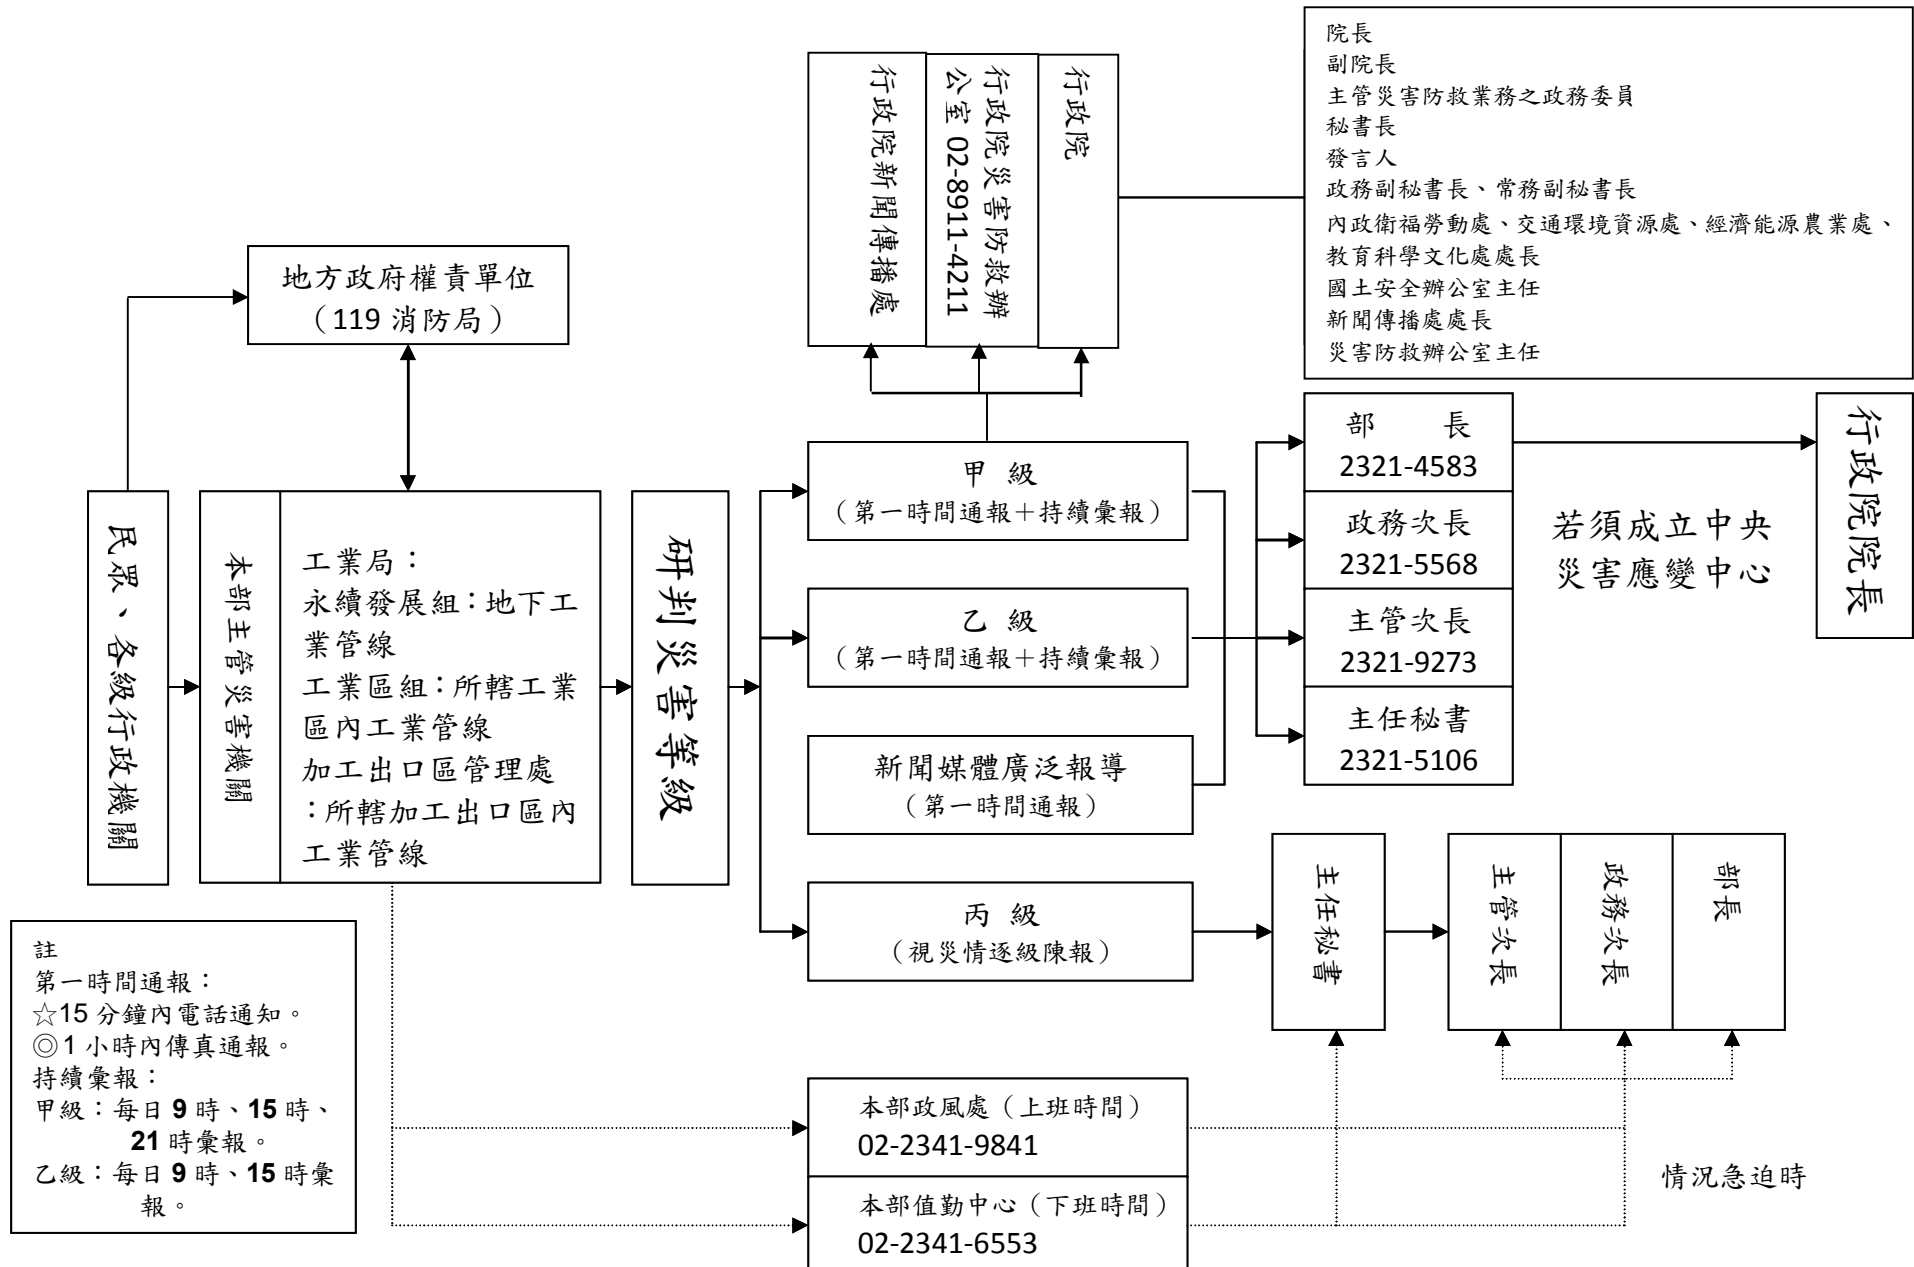 院長
副院長
主管災害防救業務之政務委員
秘書長
發言人
政務副秘書長、常務副秘書長
內政衛福勞動處、交通環境資源處、經濟能源農業處、
教育科學文化處處長
國土安全辦公室主任
新聞傳播處處長
災害防救辦公室主任
行政院
行政院災害防救辦
公室 02-8911-4211
行政院新聞傳播處
地方政府權責單位
（119 消防局）
民眾、各級行政機關
本部主管災害機關
工業局：
永續發展組：地下工
業管線
工業區組：所轄工業
區內工業管線
加工出口區管理處
：所轄加工出口區內
工業管線
研判災害等級
甲 級
（第一時間通報＋持續彙報）
乙 級
（第一時間通報＋持續彙報）
新聞媒體廣泛報導
（第一時間通報）
丙 級
（視災情逐級陳報）
部 長
2321-4583
政務次長
2321-5568
主管次長
2321-9273
主任秘書
2321-5106
若須成立中央
災害應變中心
行政院院長
主任秘書
主管次長
政務次長
部長
註
第一時間通報：
☆15 分鐘內電話通知。
◎1 小時內傳真通報。
持續彙報：
甲級：每日 9 時、15 時、
21 時彙報。
乙級：每日 9 時、15 時彙
報。
本部政風處（上班時間）
02-2341-9841
本部值勤中心（下班時間）
02-2341-6553
情況急迫時